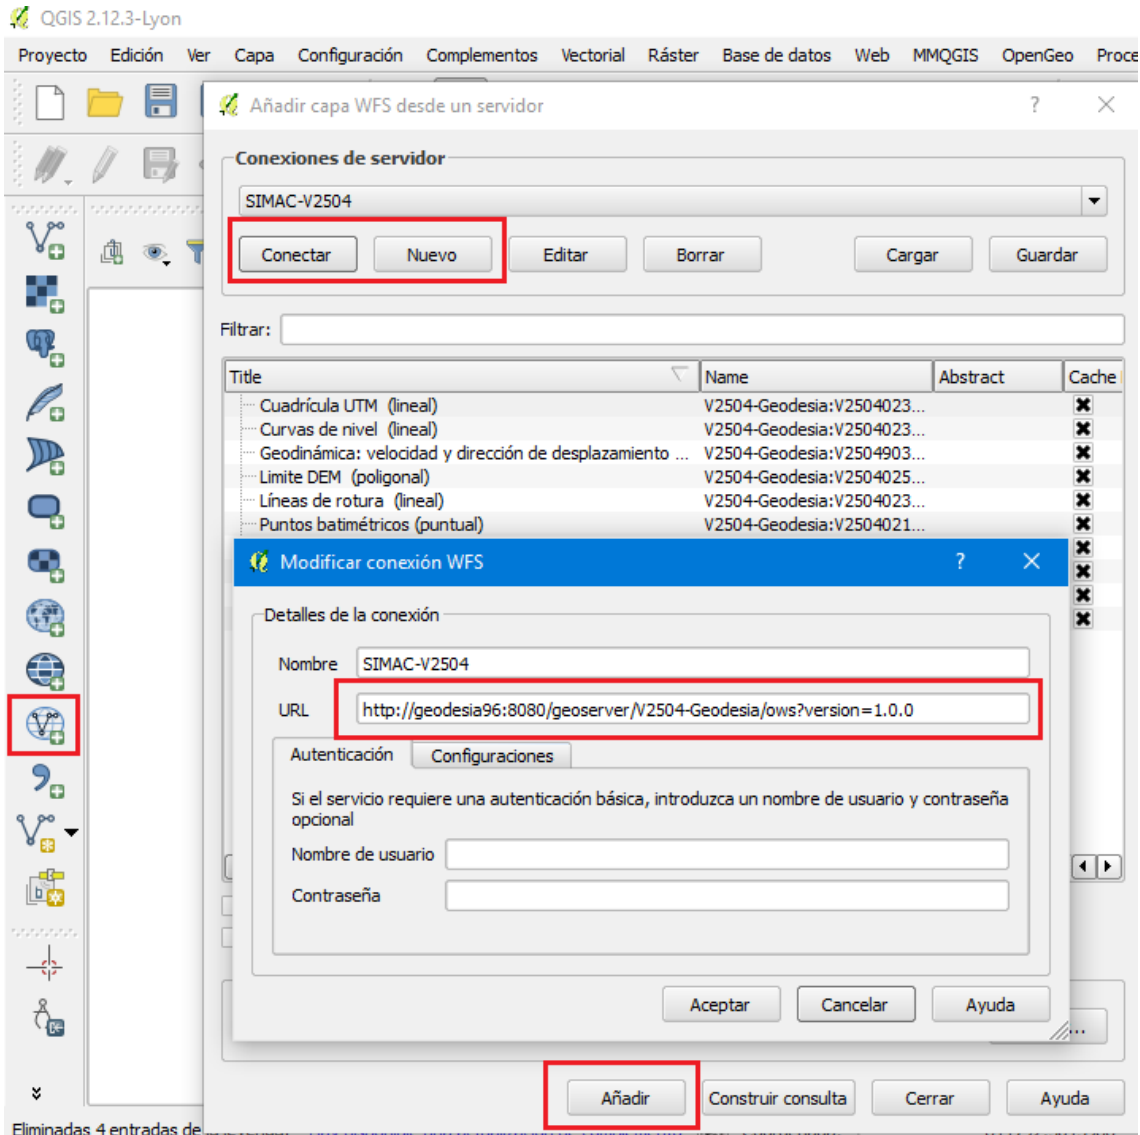 QGIS 2.12.3-Lyon
Proyecto Edición Ver Capa Configuración Complementos Vectorial Ráster Base de datos Web MMQGIS OpenGeo Proce
Añadir capa WFS desde un servidor ?
Conexiones de servidor
SIMAC-V2504
Conectar Nuevo Editar Borrar Cargar Guardar
Filtrar:
Title Name Abstract Cache
Cuadrícula UTM (lineal) V2504-Geodesia:V2504023...
Curvas de nivel (lineal) V2504-Geodesia:V2504023...
Geodinámica: velocidad y dirección de desplazamiento ... V2504-Geodesia:V2504903...
Limite DEM (poligonal) V2504-Geodesia:V2504025...
Líneas de rotura (lineal) V2504-Geodesia:V2504023...
Puntos batimétricos (puntual) V2504-Geodesia:V2504021...
Modificar conexión WFS ?
Detalles de la conexión
Nombre SIMAC-V2504
URL http://geodesia96:8080/geoserver/V2504-Geodesia/ows?version=1.0.0
Autenticación Configuraciones
Si el servicio requiere una autenticación básica, introduzca un nombre de usuario y contraseña
opcional
Nombre de usuario
Contraseña
Aceptar Cancelar Ayuda
...
Añadir Construir consulta Cerrar Ayuda
Eliminadas 4 entradas de